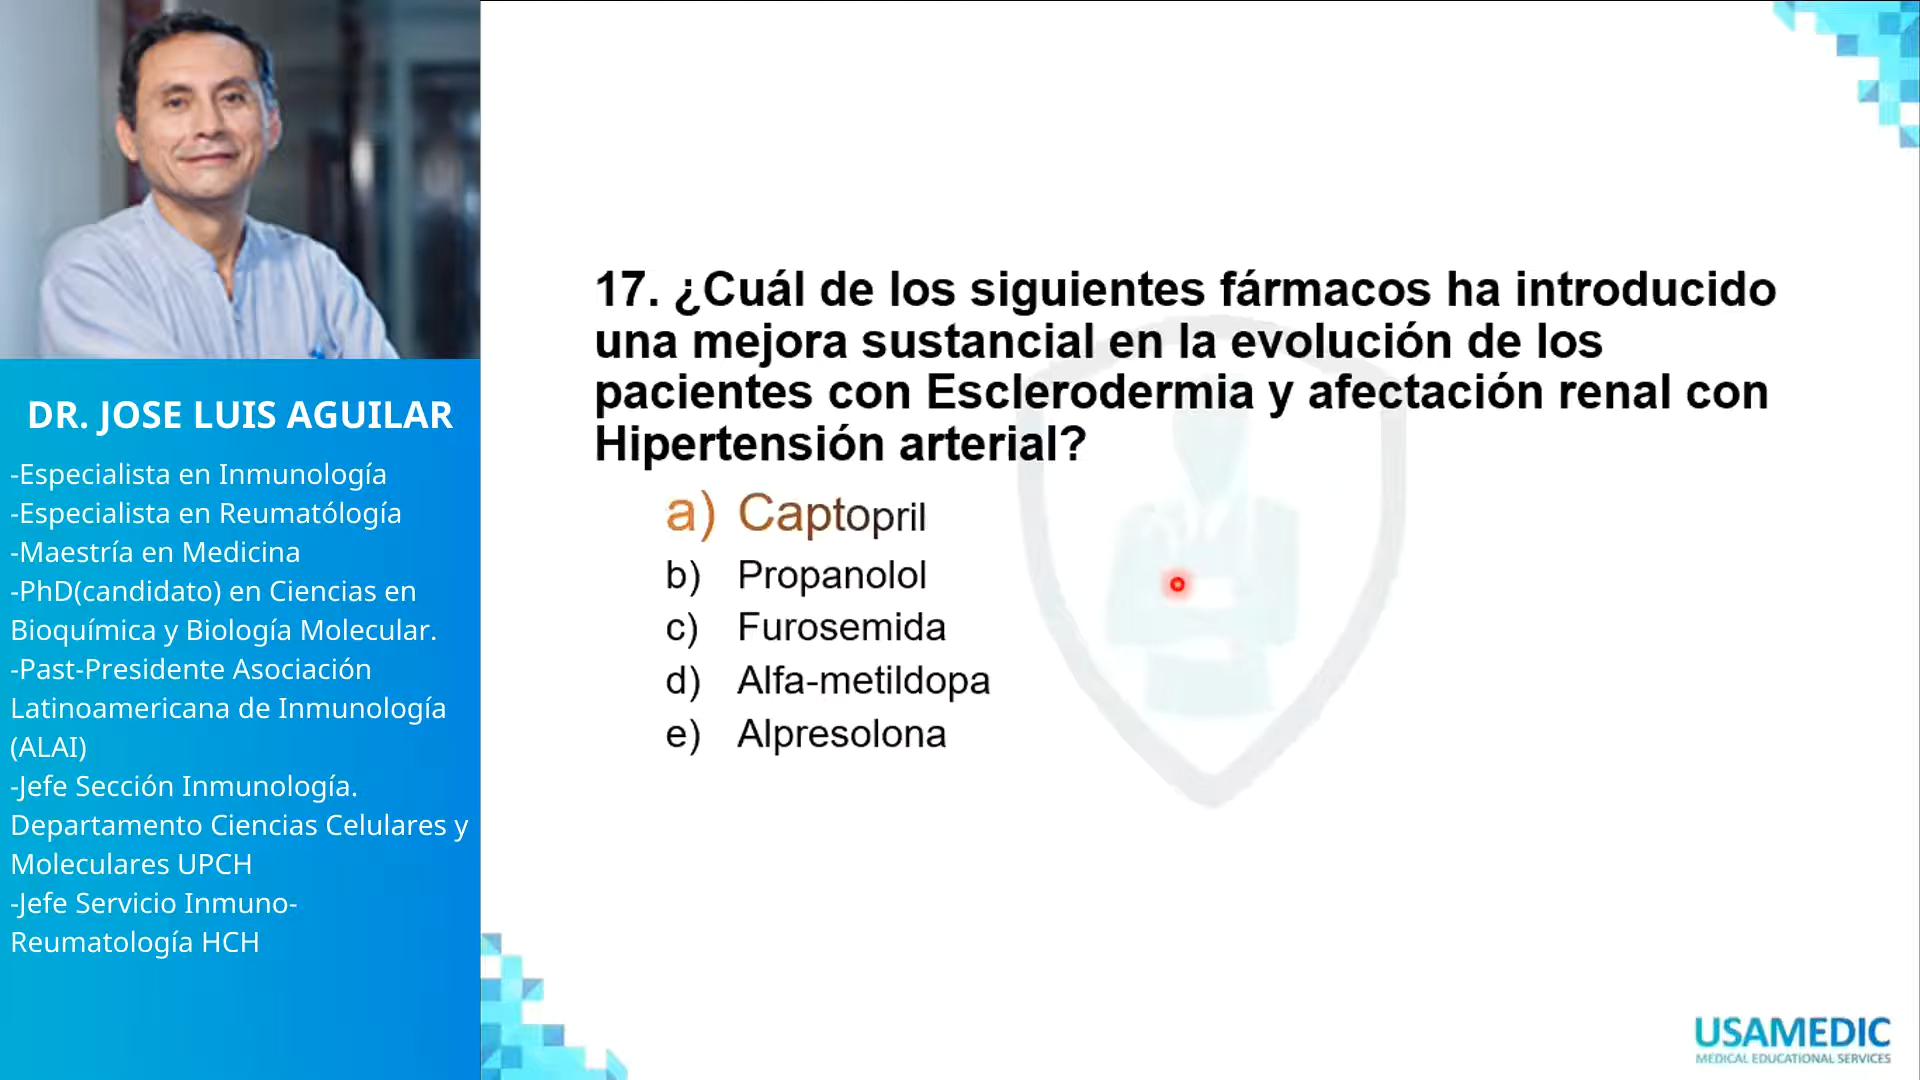 DR. JOSE LUIS AGUILAR
-Especialista en Inmunología
-Especialista en Reumatólogía
-Maestría en Medicina
-PhD(candidato) en Ciencias en
Bioquímica y Biología Molecular.
-Past-Presidente Asociación
Latinoamericana de Inmunología
(ALAI)
-Jefe Sección Inmunología.
Departamento Ciencias Celulares y
Moleculares UPCH
-Jefe Servicio Inmuno-
Reumatología HCH
17. ¿Cuál de los siguientes fármacos ha introducido
una mejora sustancial en la evolución de los
pacientes con Esclerodermia y afectación renal con
Hipertensión arterial?
a) Captopril
b) Propanolol
c) Furosemida
d) Alfa-metildopa
e) Alpresolona
USAMEDIC
MEDICAL EDUCATIONAL SERVICES